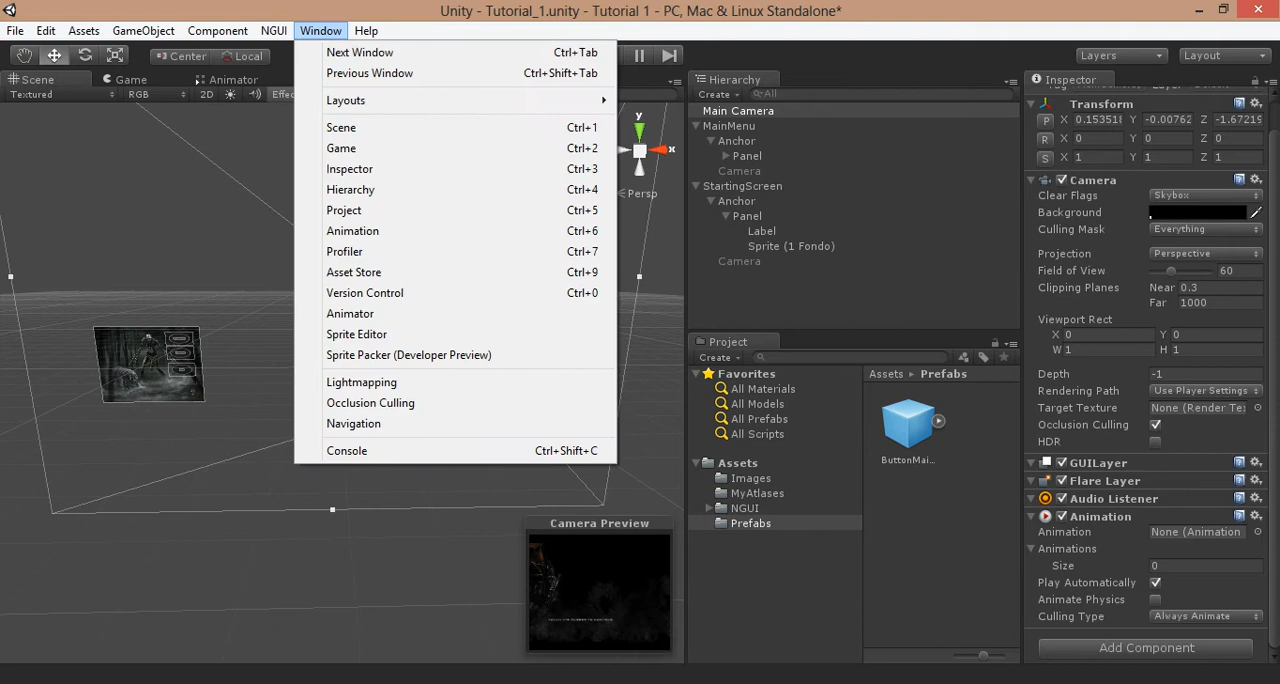 Unity - Tutorial_1.unity - Tutorial 1 - PC, Mac & Linux Standalone*
File Edit Assets GameObject Component NGUI Window Help
Center Local
Layers Layout
Scene Game Animator
Textured RGB 2D Effec
Next Window Ctrl+Tab
Previous Window Ctrl+Shift+Tab
Layouts
Scene Ctrl+1
Game Ctrl+2
Inspector Ctrl+3
Hierarchy Ctrl+4
Project Ctrl+5
Animation Ctrl+6
Profiler Ctrl+7
Asset Store Ctrl+9
Version Control Ctrl+0
Animator
Sprite Editor
Sprite Packer (Developer Preview)
Lightmapping
Occlusion Culling
Navigation
Console Ctrl+Shift+C
y
x
Persp
Camera Preview
Hierarchy
Create All
Main Camera
MainMenu
Anchor
Panel
Camera
StartingScreen
Anchor
Panel
Label
Sprite (1 Fondo)
Camera
Project
Create
Favorites
All Materials
All Models
All Prefabs
All Scripts
Assets
Images
MyAtlases
NGUI
Prefabs
Assets Prefabs
ButtonMai...
Inspector
Transform
P X 0.153518 Y -0.00762 Z -1.67219
R X 0 Y 0 Z 0
S X 1 Y 1 Z 1
Camera
Clear Flags Skybox
Background
Culling Mask Everything
Projection Perspective
Field of View 60
Clipping Planes Near 0.3
Far 1000
Viewport Rect
X 0 Y 0
W 1 H 1
Depth -1
Rendering Path Use Player Settings
Target Texture None (Render Te
Occlusion Culling
HDR
GUILayer
Flare Layer
Audio Listener
Animation
Animation None (Animation
Animations
Size 0
Play Automatically
Animate Physics
Culling Type Always Animate
Add Component